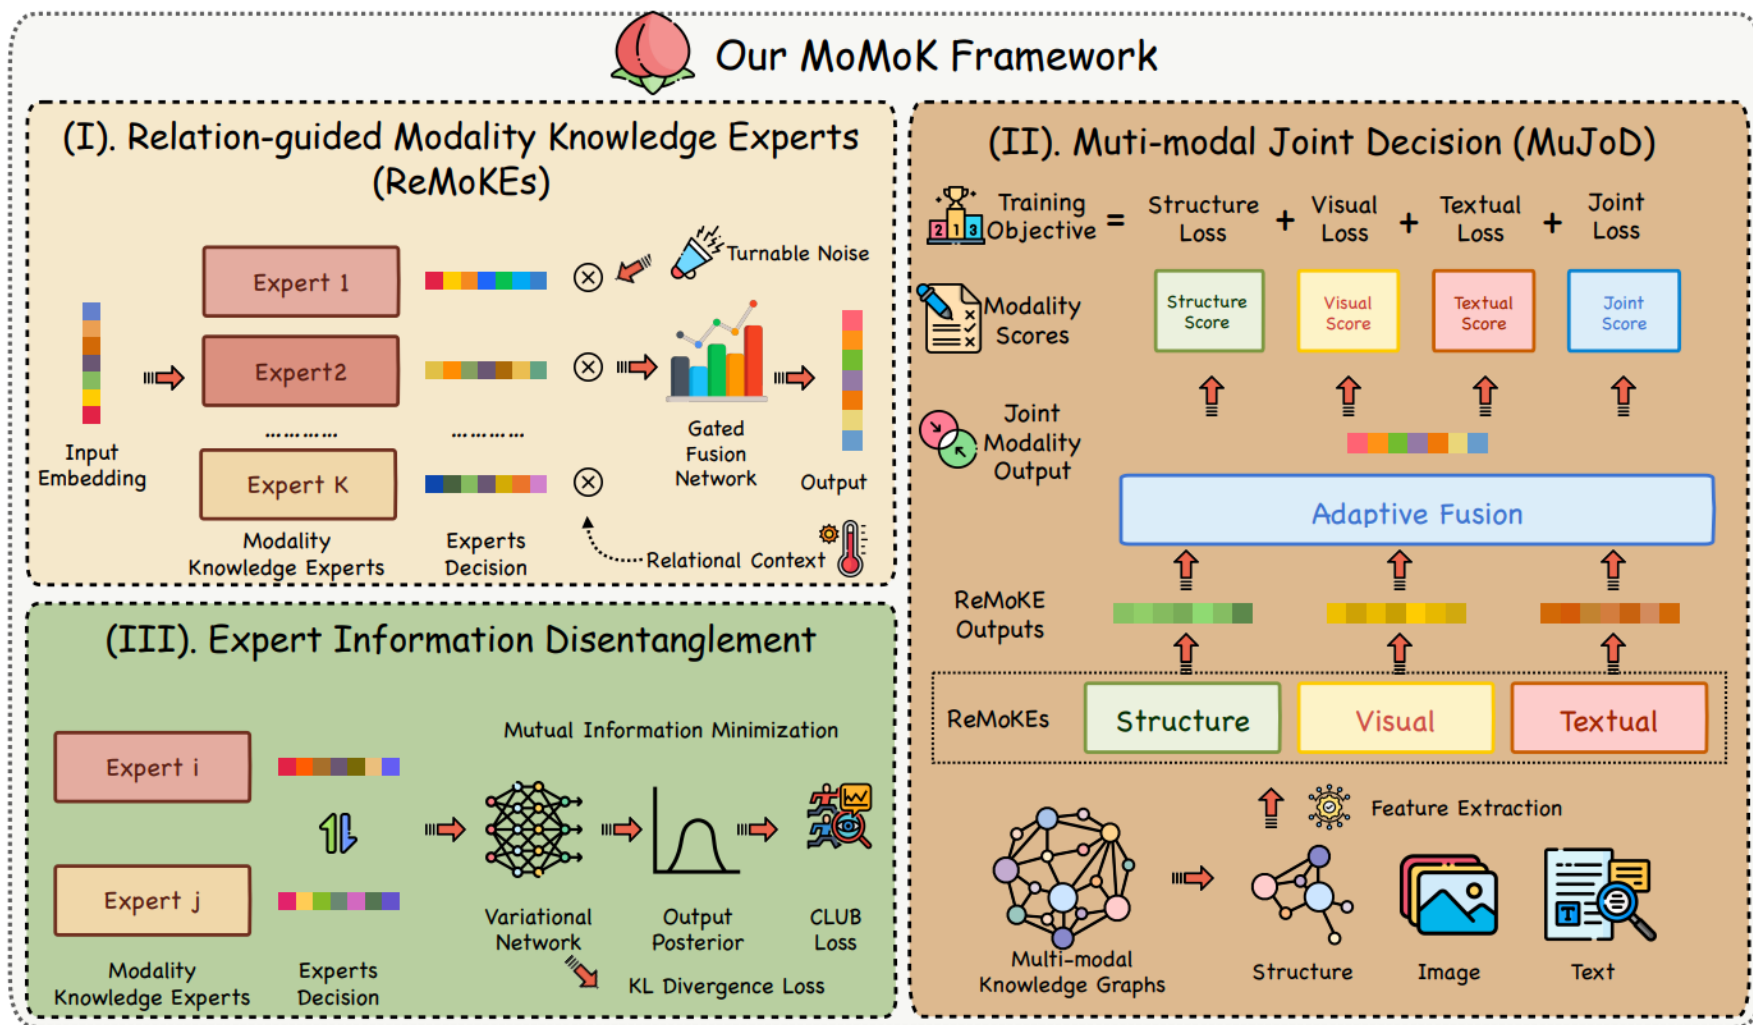 Our MoMoK Framework
(I). Relation-guided Modality Knowledge Experts
(ReMoKEs)
Expert 1
Turnable Noise
Expert2
…………
…………
Expert K
Input
Embedding
Gated
Fusion
Network
Output
Modality
Knowledge Experts
Experts
Decision
Relational Context
(II). Muti-modal Joint Decision (MuJoD)
Training
Objective
=
Structure
Loss
+
Visual
Loss
+
Textual
Loss
+
Joint
Loss
2 1 3
Modality
Scores
Structure
Score
Visual
Score
Textual
Score
Joint
Score
Joint
Modality
Output
Adaptive Fusion
ReMoKE
Outputs
ReMoKEs
Structure
Visual
Textual
Feature Extraction
Multi-modal
Knowledge Graphs
Structure
Image
T
Text
(III). Expert Information Disentanglement
Mutual Information Minimization
Expert i
Expert j
Variational
Network
Output
Posterior
CLUB
Loss
KL Divergence Loss
Modality
Knowledge Experts
Experts
Decision